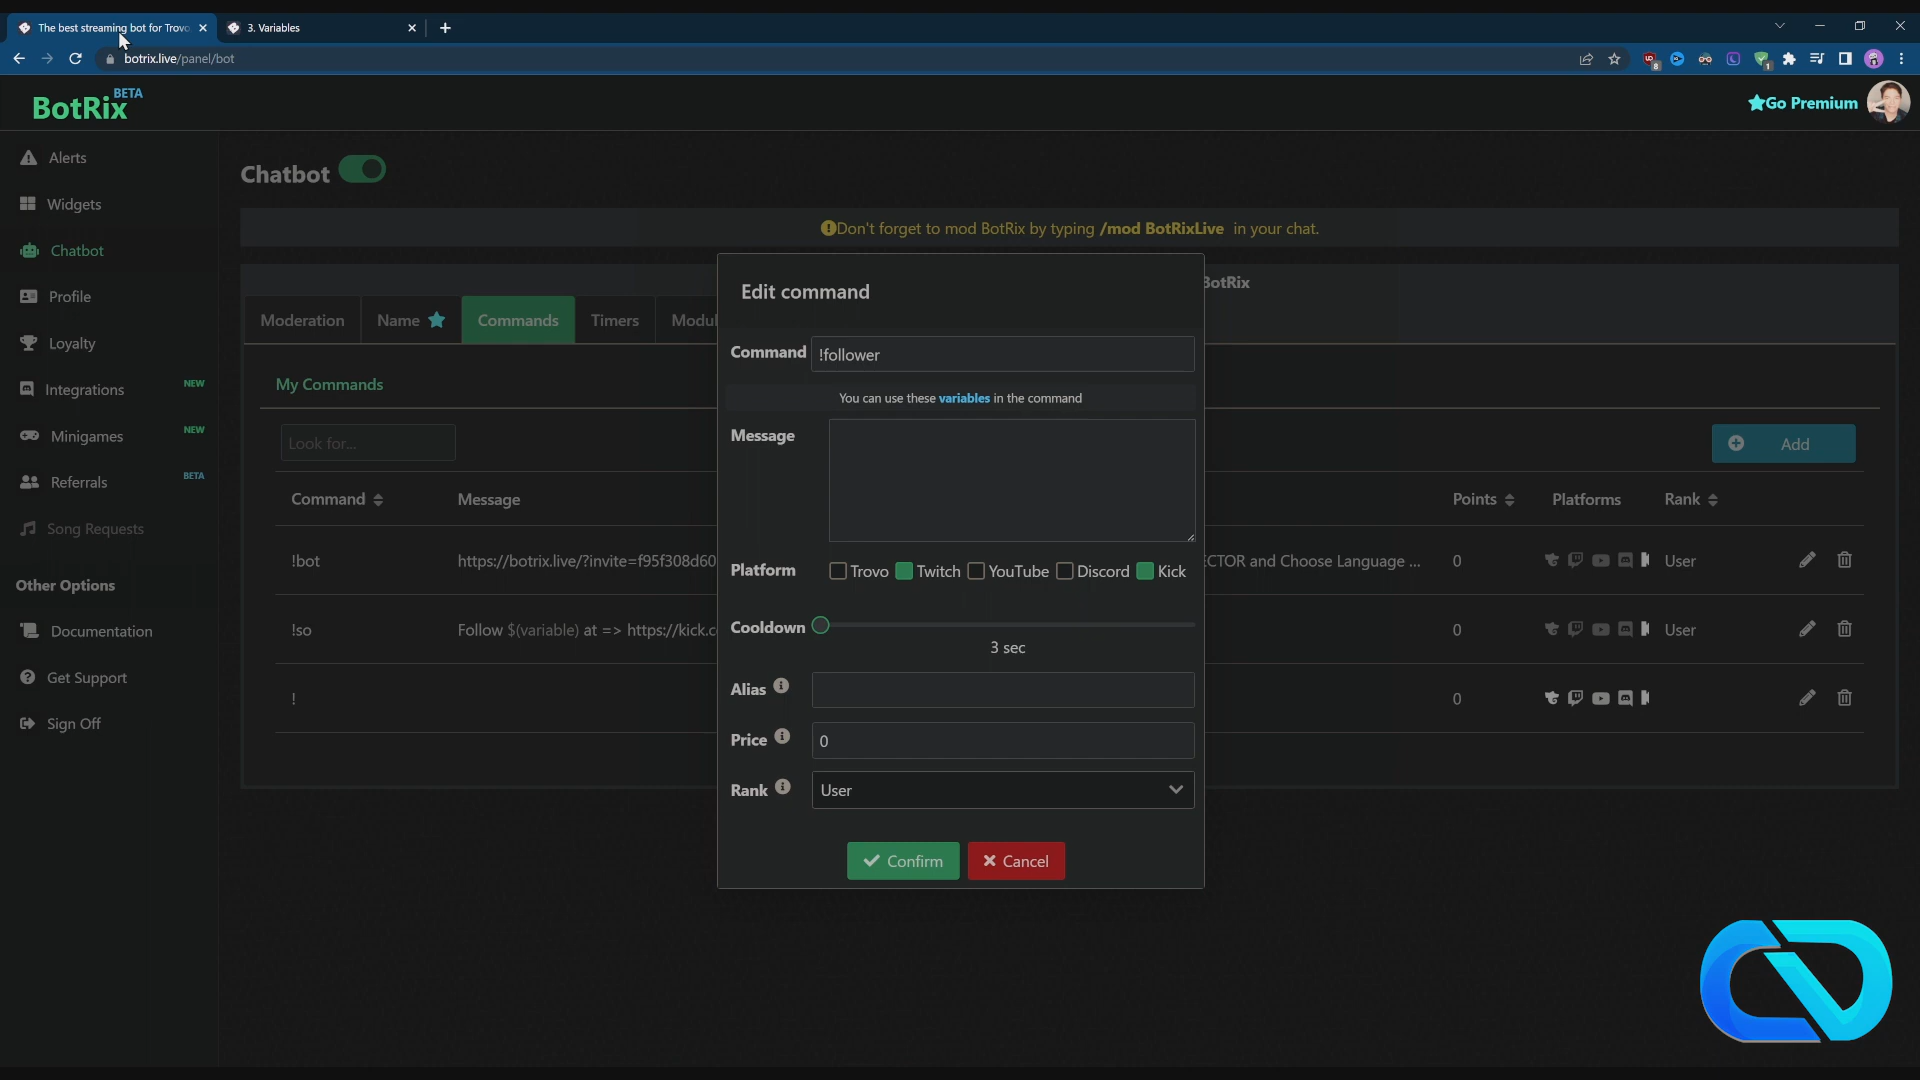 The best streaming bot for Trovo
3. Variables
botrix.live/panel/bot
8
1
BotRix BETA
Go Premium
Alerts
Widgets
Chatbot
Profile
Loyalty
Integrations NEW
Minigames NEW
Referrals BETA
Song Requests
Other Options
Documentation
Get Support
Sign Off
Chatbot
Don't forget to mod BotRix by typing /mod BotRixLive in your chat.
BotRix
Moderation
Name
Commands
Timers
Modul
My Commands
Look for...
Add
Command
Message
Points
Platforms
Rank
!bot
https://botrix.live/?invite=f95f308d60
ECTOR and Choose Language ...
0
User
!so
Follow $(variable) at => https://kick.c
0
User
!
0
Edit command
Command
!follower
You can use these variables in the command
Message
Platform
Trovo
Twitch
YouTube
Discord
Kick
Cooldown
3 sec
Alias
Price
0
Rank
User
Confirm
Cancel